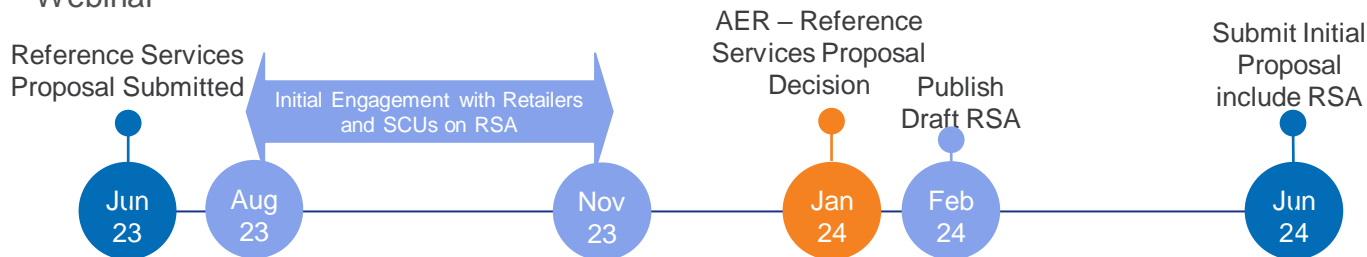 Webinar
Reference Services
Proposal Submitted
Initial Engagement with Retailers
and SCUs on RSA
AER – Reference
Services Proposal
Decision
Publish
Draft RSA
Submit Initial
Proposal
include RSA
Jun
23
Aug
23
Nov
23
Jan
24
Feb
24
Jun
24